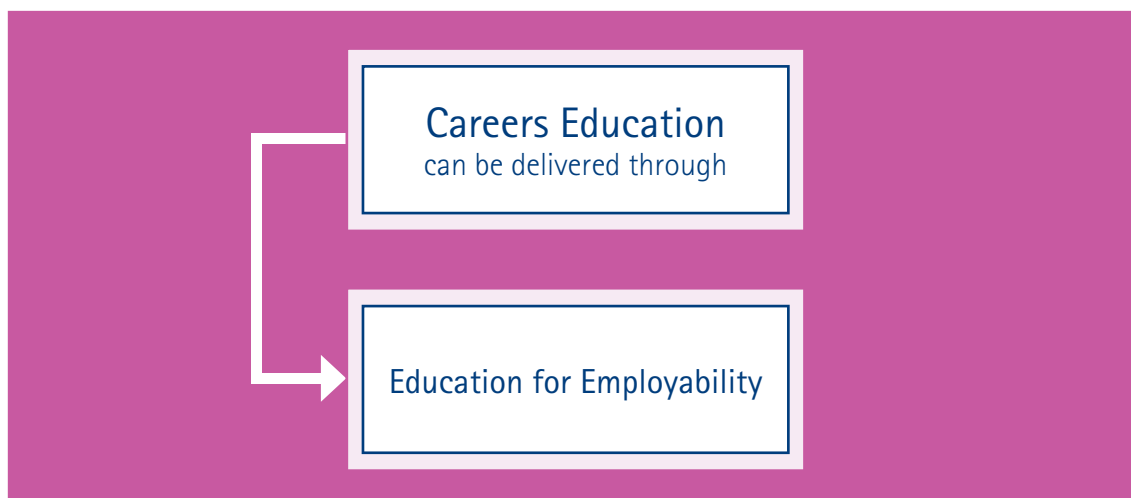 Careers Education
can be delivered through
Education for Employability